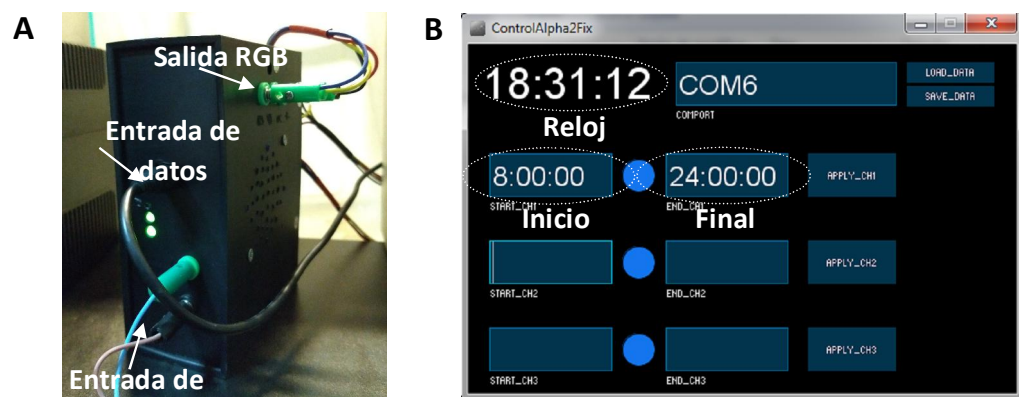 A
Salida RGB
Entrada de
datos
Entrada de
B
ControlAlpha2Fix
18:31:12
COM6
COMPORT
LOAD_DATA
SAVE_DATA
Reloj
8:00:00
24:00:00
APPLY_CH1
START_CH1
END_CH1
Inicio
Final
APPLY_CH2
START_CH2
END_CH2
APPLY_CH3
START_CH3
END_CH3